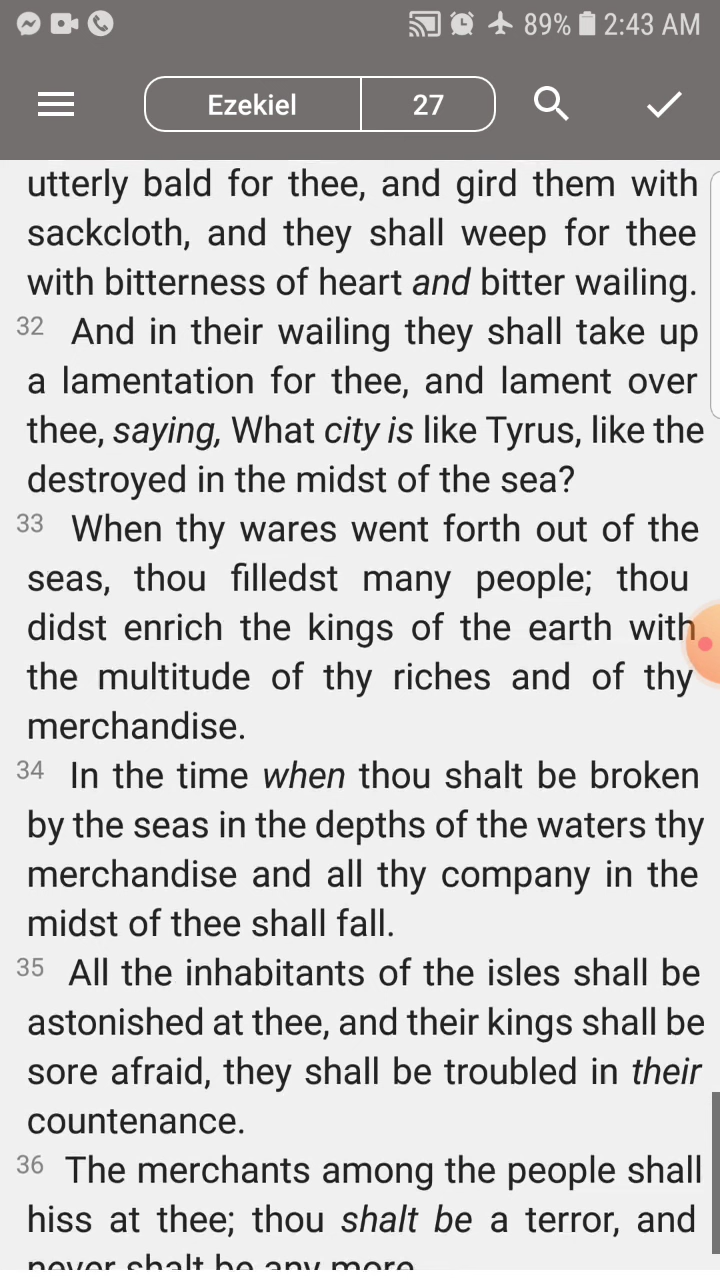 89% 2:43 AM
Ezekiel 27
utterly bald for thee, and gird them with
sackcloth, and they shall weep for thee
with bitterness of heart and bitter wailing.
32 And in their wailing they shall take up
a lamentation for thee, and lament over
thee, saying, What city is like Tyrus, like the
destroyed in the midst of the sea?
33 When thy wares went forth out of the
seas, thou filledst many people; thou
didst enrich the kings of the earth with
the multitude of thy riches and of thy
merchandise.
34 In the time when thou shalt be broken
by the seas in the depths of the waters thy
merchandise and all thy company in the
midst of thee shall fall.
35 All the inhabitants of the isles shall be
astonished at thee, and their kings shall be
sore afraid, they shall be troubled in their
countenance.
36 The merchants among the people shall
hiss at thee; thou shalt be a terror, and
never shalt be any more